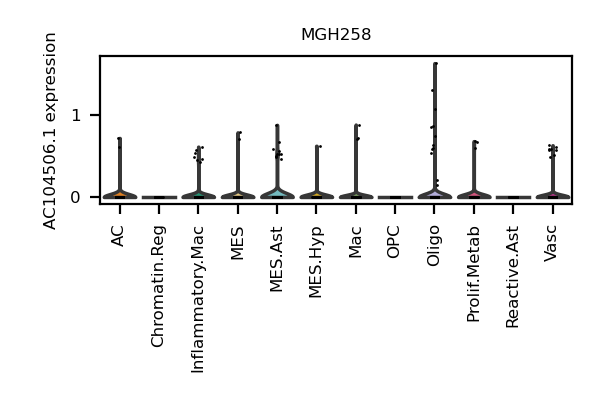 MGH258
AC104506.1 expression
1
0
AC
Chromatin.Reg
Inflammatory.Mac
MES
MES.Ast
MES.Hyp
Mac
OPC
Oligo
Prolif.Metab
Reactive.Ast
Vasc